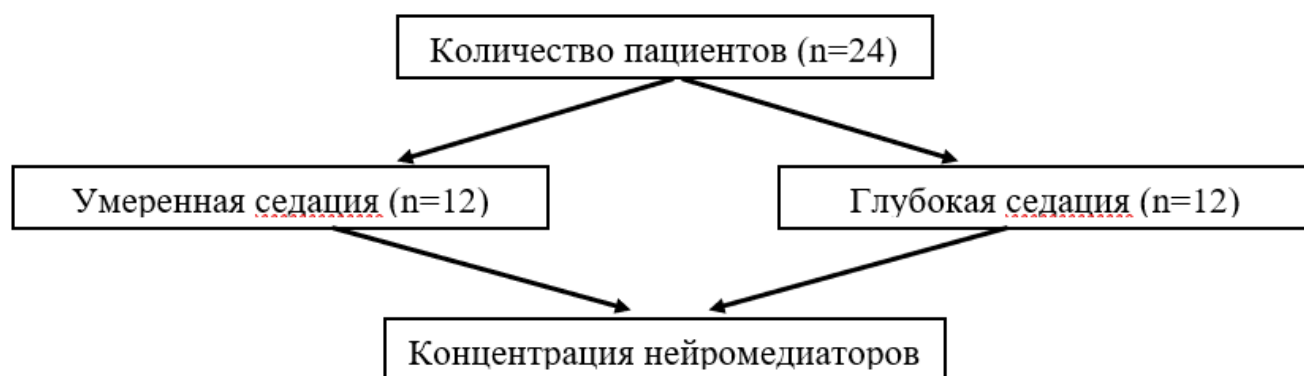 Количество пациентов (n=24)
Умеренная седация (n=12)
Глубокая седация (n=12)
Концентрация нейромедиаторов